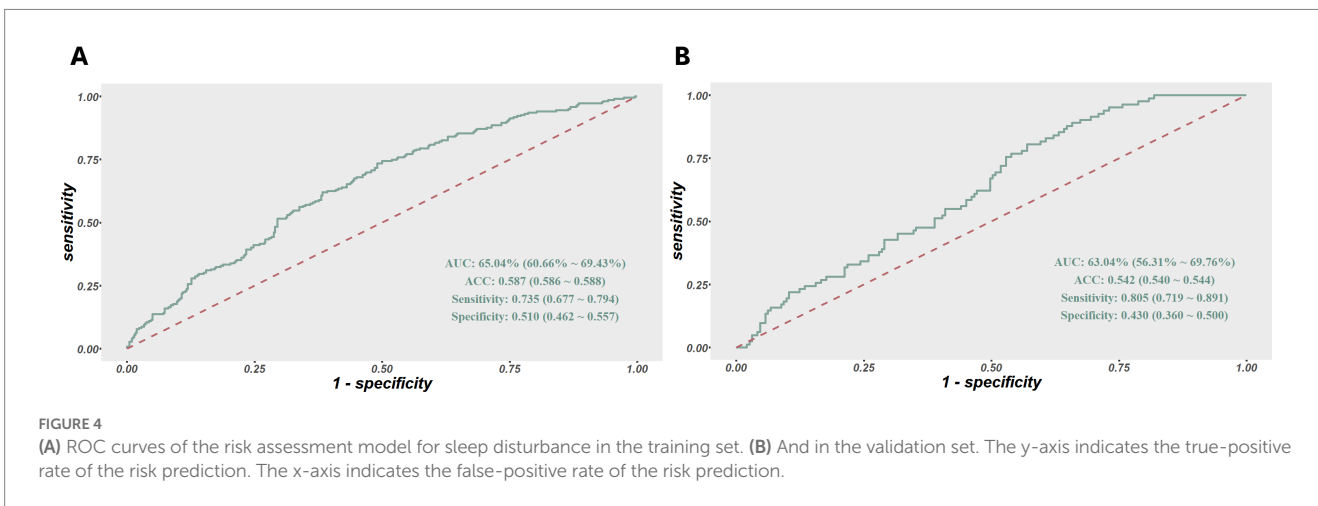 A
1.00
0.75
0.50
0.25
0.00
sensitivity
AUC: 65.04% (60.66% ~ 69.43%)
ACC: 0.587 (0.586 ~ 0.588)
Sensitivity: 0.735 (0.677 ~ 0.794)
Specificity: 0.510 (0.462 ~ 0.557)
0.00 0.25 0.50 0.75 1.00
1 - specificity
B
1.00
0.75
0.50
0.25
0.00
sensitivity
AUC: 63.04% (56.31% ~ 69.76%)
ACC: 0.542 (0.540 ~ 0.544)
Sensitivity: 0.805 (0.719 ~ 0.891)
Specificity: 0.430 (0.360 ~ 0.500)
0.00 0.25 0.50 0.75 1.00
1 - specificity
FIGURE 4
(A) ROC curves of the risk assessment model for sleep disturbance in the training set. (B) And in the validation set. The y-axis indicates the true-positive
rate of the risk prediction. The x-axis indicates the false-positive rate of the risk prediction.